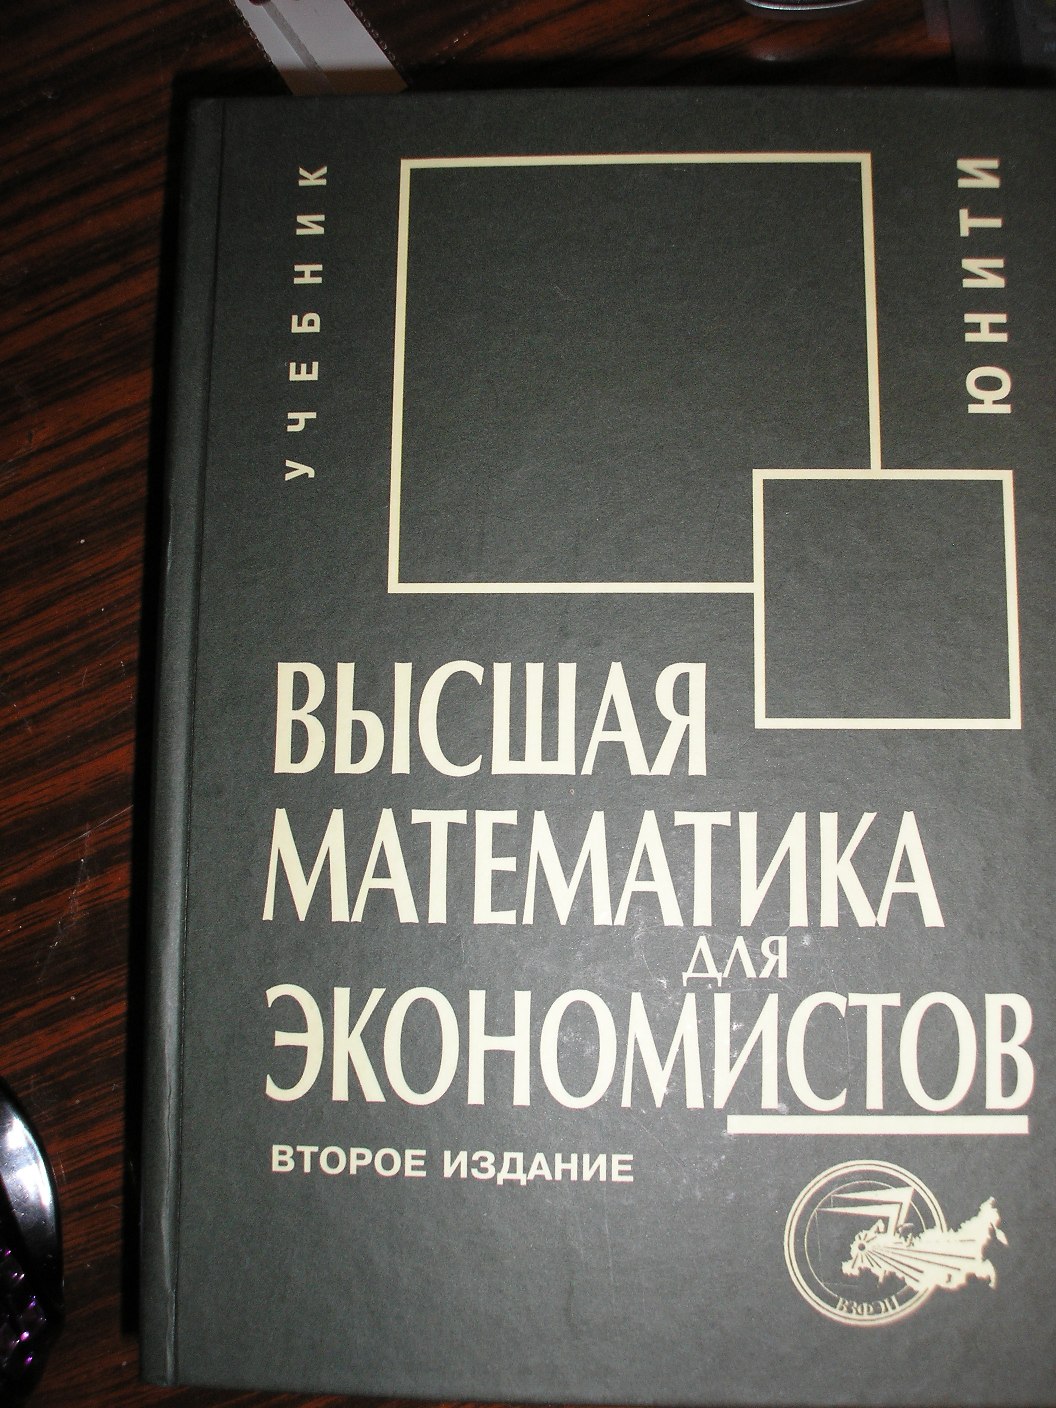 УЧЕБНИК
ЮНИТИ
ВЫСШАЯ
МАТЕМАТИКА
для
ЭКОНОМИСТОВ
ВТОРОЕ ИЗДАНИЕ
ВЗФЭИ